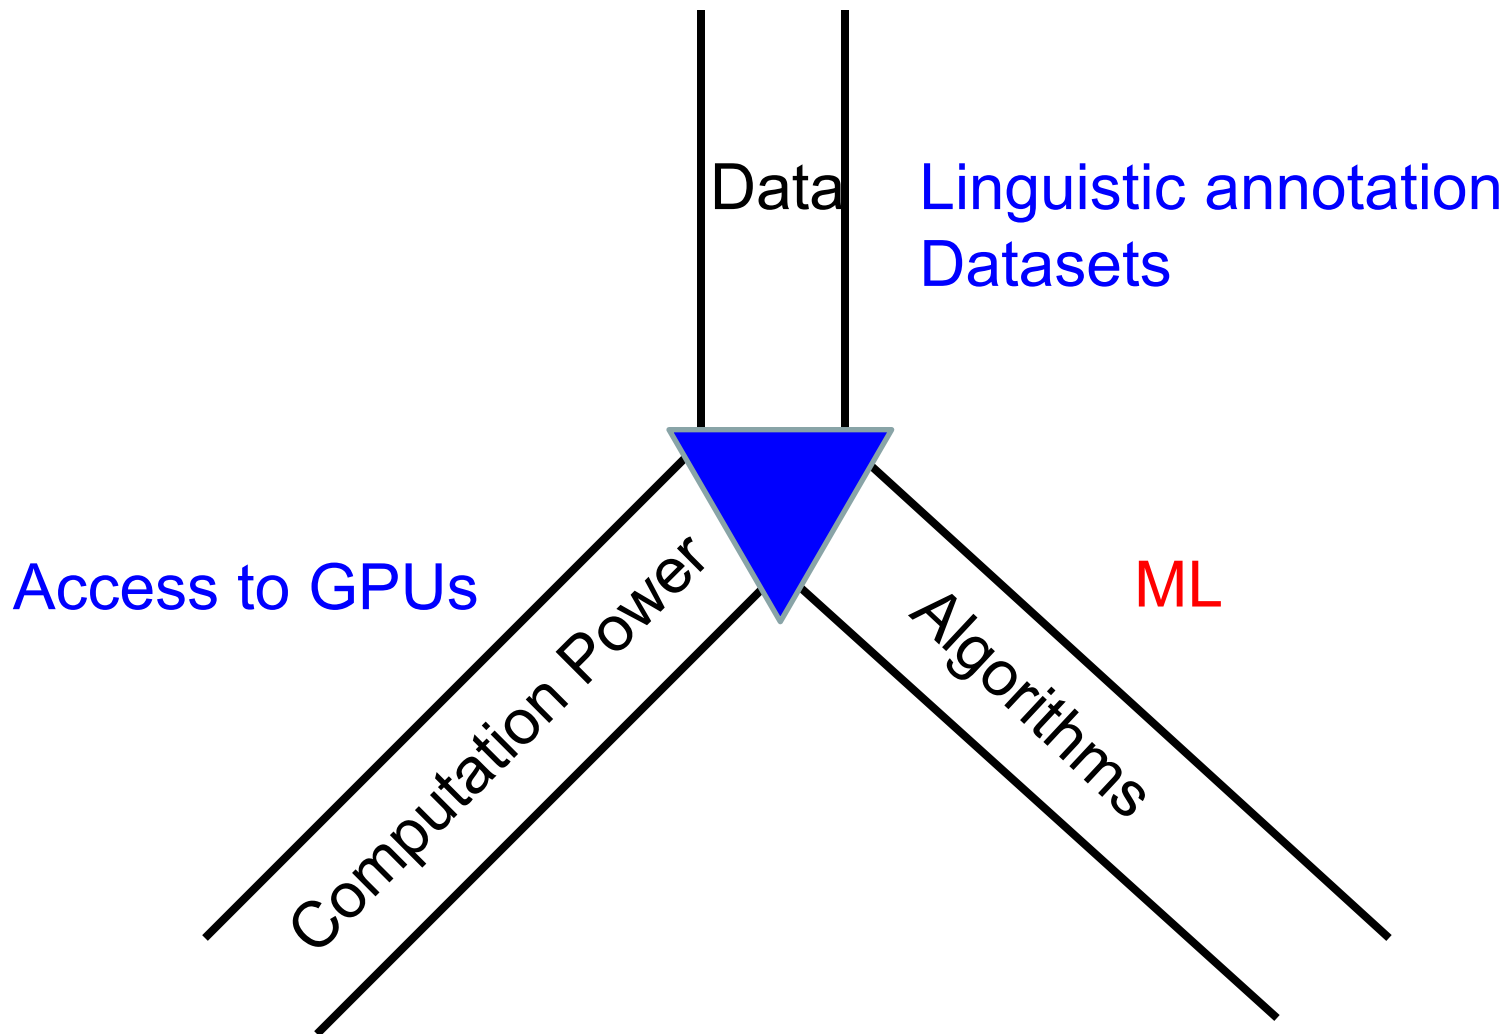 Data
Linguistic annotation
Datasets
Access to GPUs
Computation Power
Algorithms
ML